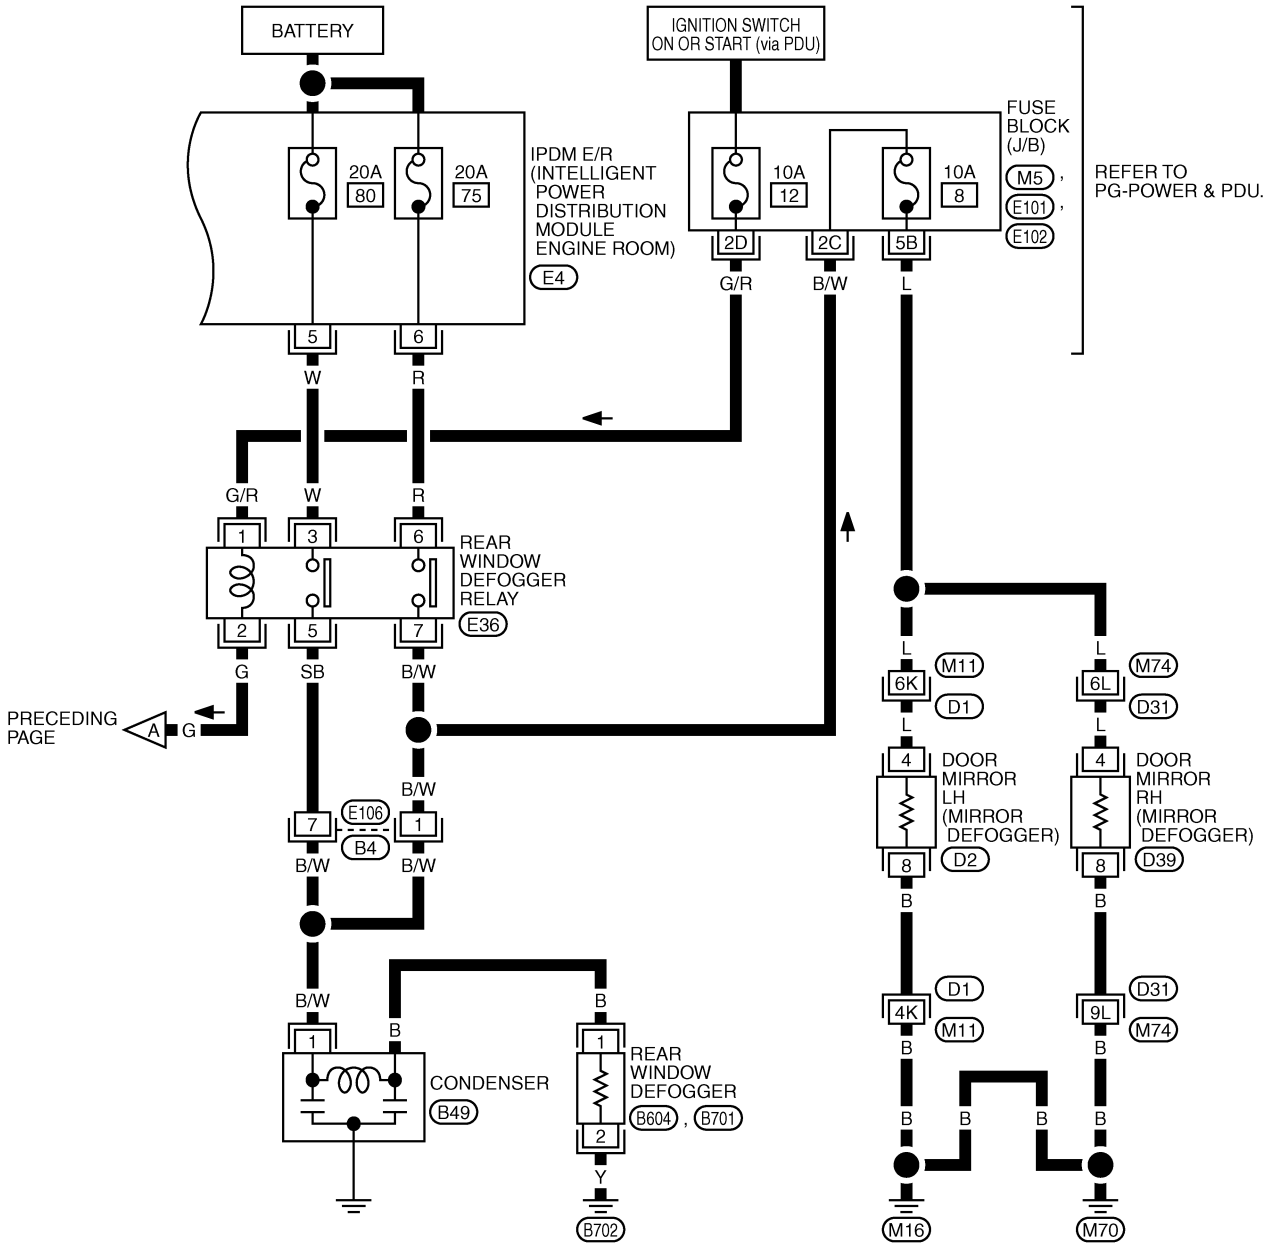 BATTERY
IGNITION SWITCH
ON OR START (via PDU)
20A
80
20A
75
IPDM E/R
(INTELLIGENT
POWER
DISTRIBUTION
MODULE
ENGINE ROOM)
E4
10A
12
10A
8
FUSE
BLOCK
(J/B)
M5 ,
E101 ,
E102
REFER TO
PG-POWER & PDU.
2D
2C
5B
G/R
B/W
L
5
6
W
R
G/R
W
R
1
3
6
REAR
WINDOW
DEFOGGER
RELAY
E36
2
5
7
G
SB
B/W
PRECEDING
PAGE
A
G
B/W
7
E106
B4
1
B/W
B/W
B/W
B
B
1
1
CONDENSER
B49
REAR
WINDOW
DEFOGGER
B604 , B701
2
Y
B702
L
L
6K
M11
D1
6L
M74
D31
L
L
4
4
DOOR
MIRROR
LH
(MIRROR
DEFOGGER)
D2
DOOR
MIRROR
RH
(MIRROR
DEFOGGER)
D39
8
8
B
B
4K
D1
M11
9L
D31
M74
B
B
B
B
B
B
M16
M70